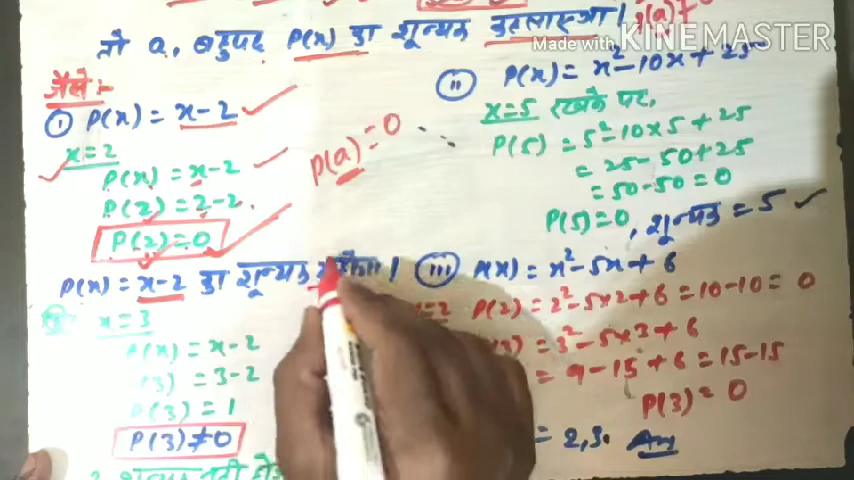 तो a, बहुपद P(x) का शून्यक कहलाएगा।
Made with KINEMASTER
जैसे:-
(i) P(x) = x-2
x=2
P(x) = x-2
P(2) = 2-2.
P(2)=0
P(a)=0
P(x) = x-2 का शून्यक
x=3
P(x) = x-2
3) = 3-2
P(3) = 1
P(3)≠0
(ii) P(x) = x²-10x+25
x=5 रखने पर,
P(5) = 5²-10×5+25
= 25-50+25
= 50-50=0
P(5)=0, शून्यक = 5
(iii) P(x) = x²-5x+6
=2 P(2) = 2²-5×2+6 = 10-10 = 0
= 3²-5×3+6
= 9-15+6 = 15-15
P(3) = 0
= 2,3. Ans